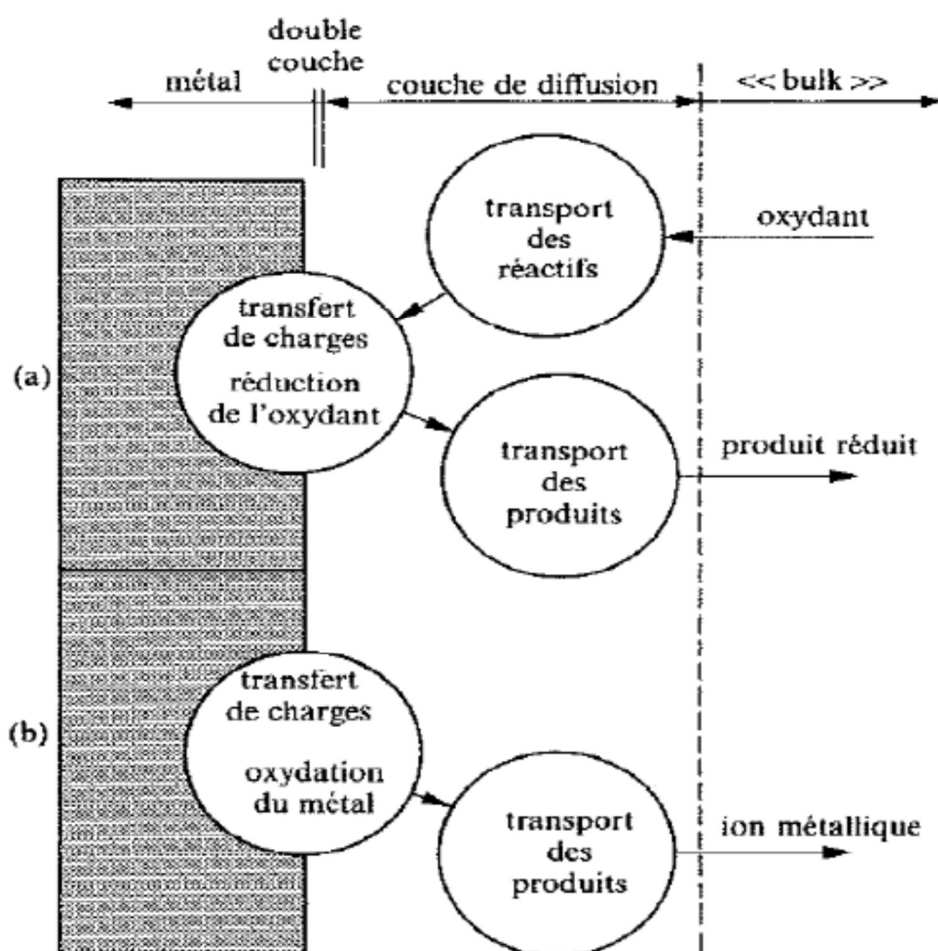 double
couche
métal
couche de diffusion
<< bulk >>
transport
des
réactifs
oxydant
transfert
de charges
réduction
de l'oxydant
(a)
transport
des
produits
produit réduit
transfert
de charges
oxydation
du métal
(b)
transport
des
produits
ion métallique